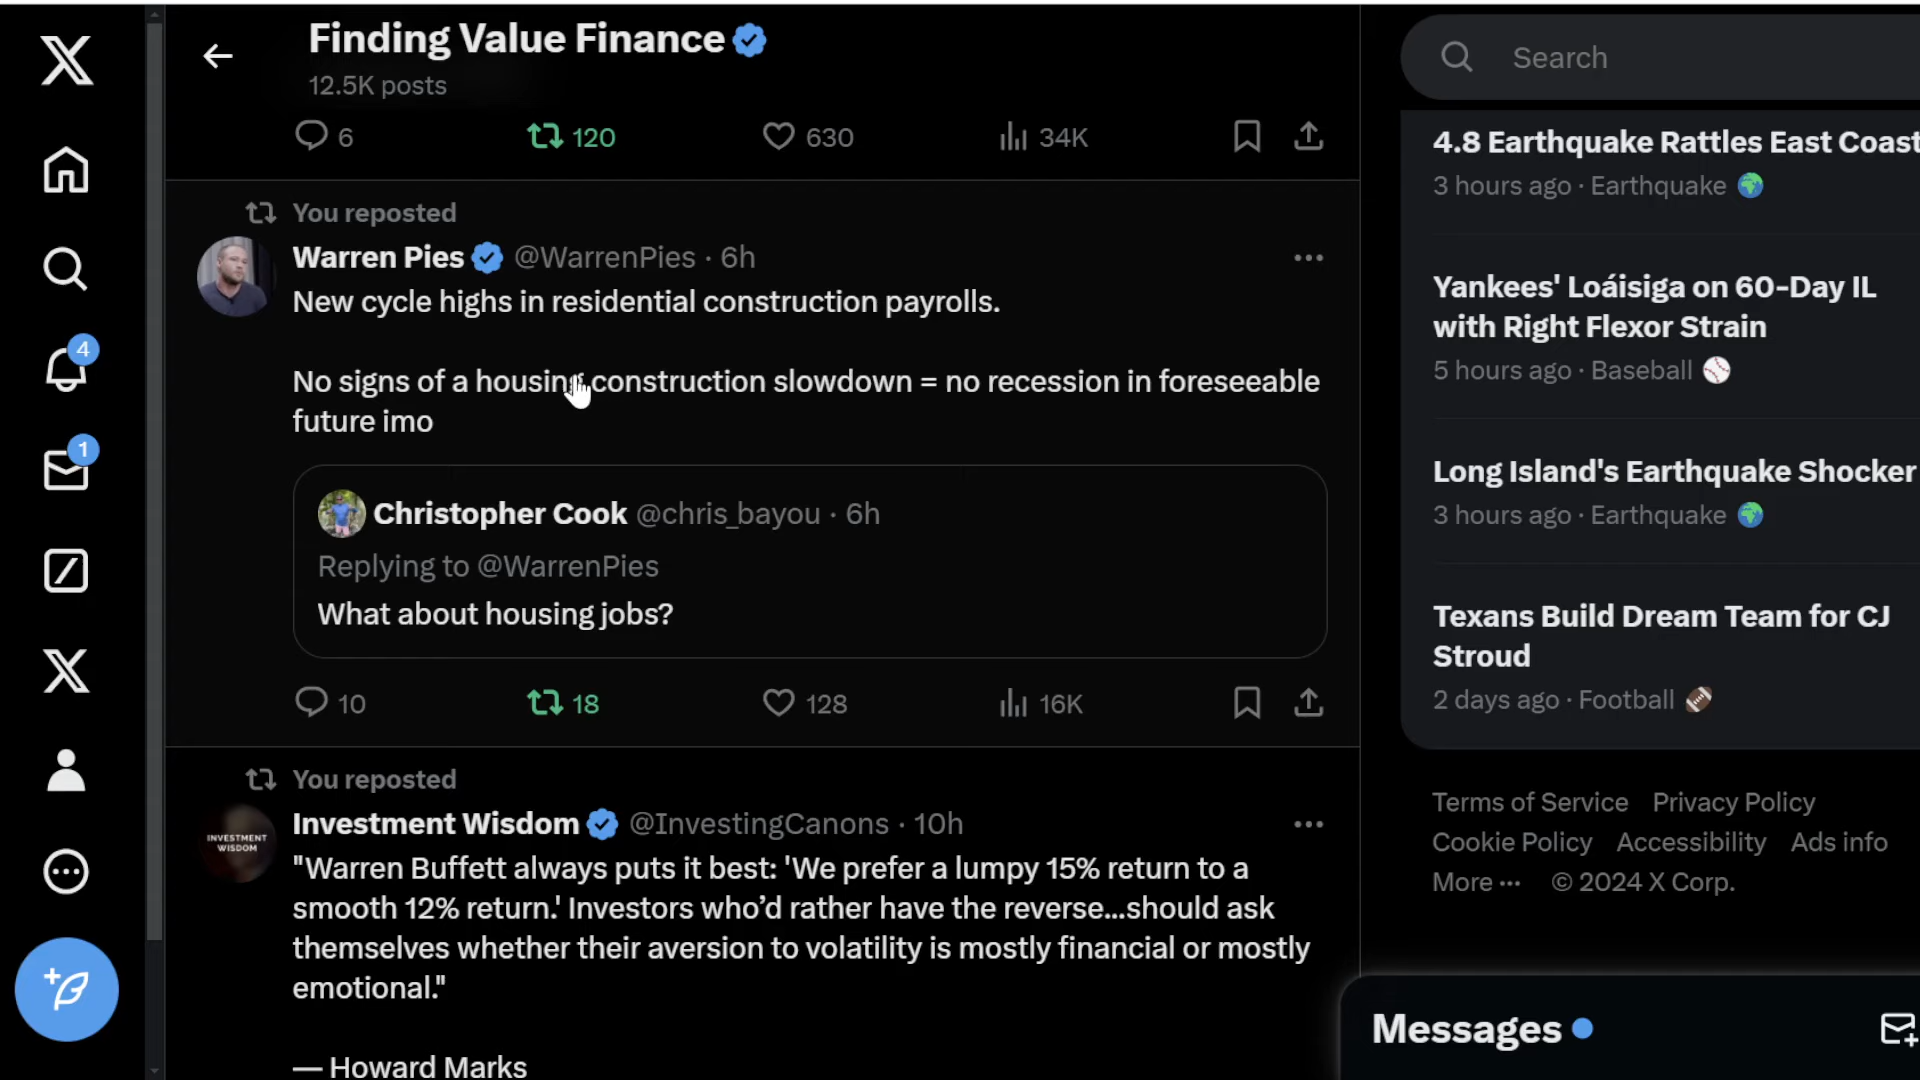 Finding Value Finance
12.5K posts
6
120
630
34K
You reposted
Warren Pies @WarrenPies · 6h
New cycle highs in residential construction payrolls.
No signs of a housing construction slowdown = no recession in foreseeable
future imo
Christopher Cook @chris_bayou · 6h
Replying to @WarrenPies
What about housing jobs?
10
18
128
16K
You reposted
INVESTMENT
WISDOM
Investment Wisdom @InvestingCanons · 10h
"Warren Buffett always puts it best: 'We prefer a lumpy 15% return to a
smooth 12% return.' Investors who'd rather have the reverse...should ask
themselves whether their aversion to volatility is mostly financial or mostly
emotional."
— Howard Marks
4
1
Search
4.8 Earthquake Rattles East Coast
3 hours ago · Earthquake
Yankees' Loáisiga on 60-Day IL
with Right Flexor Strain
5 hours ago · Baseball
Long Island's Earthquake Shocker
3 hours ago · Earthquake
Texans Build Dream Team for CJ
Stroud
2 days ago · Football
Terms of Service Privacy Policy
Cookie Policy Accessibility Ads info
More ··· © 2024 X Corp.
Messages